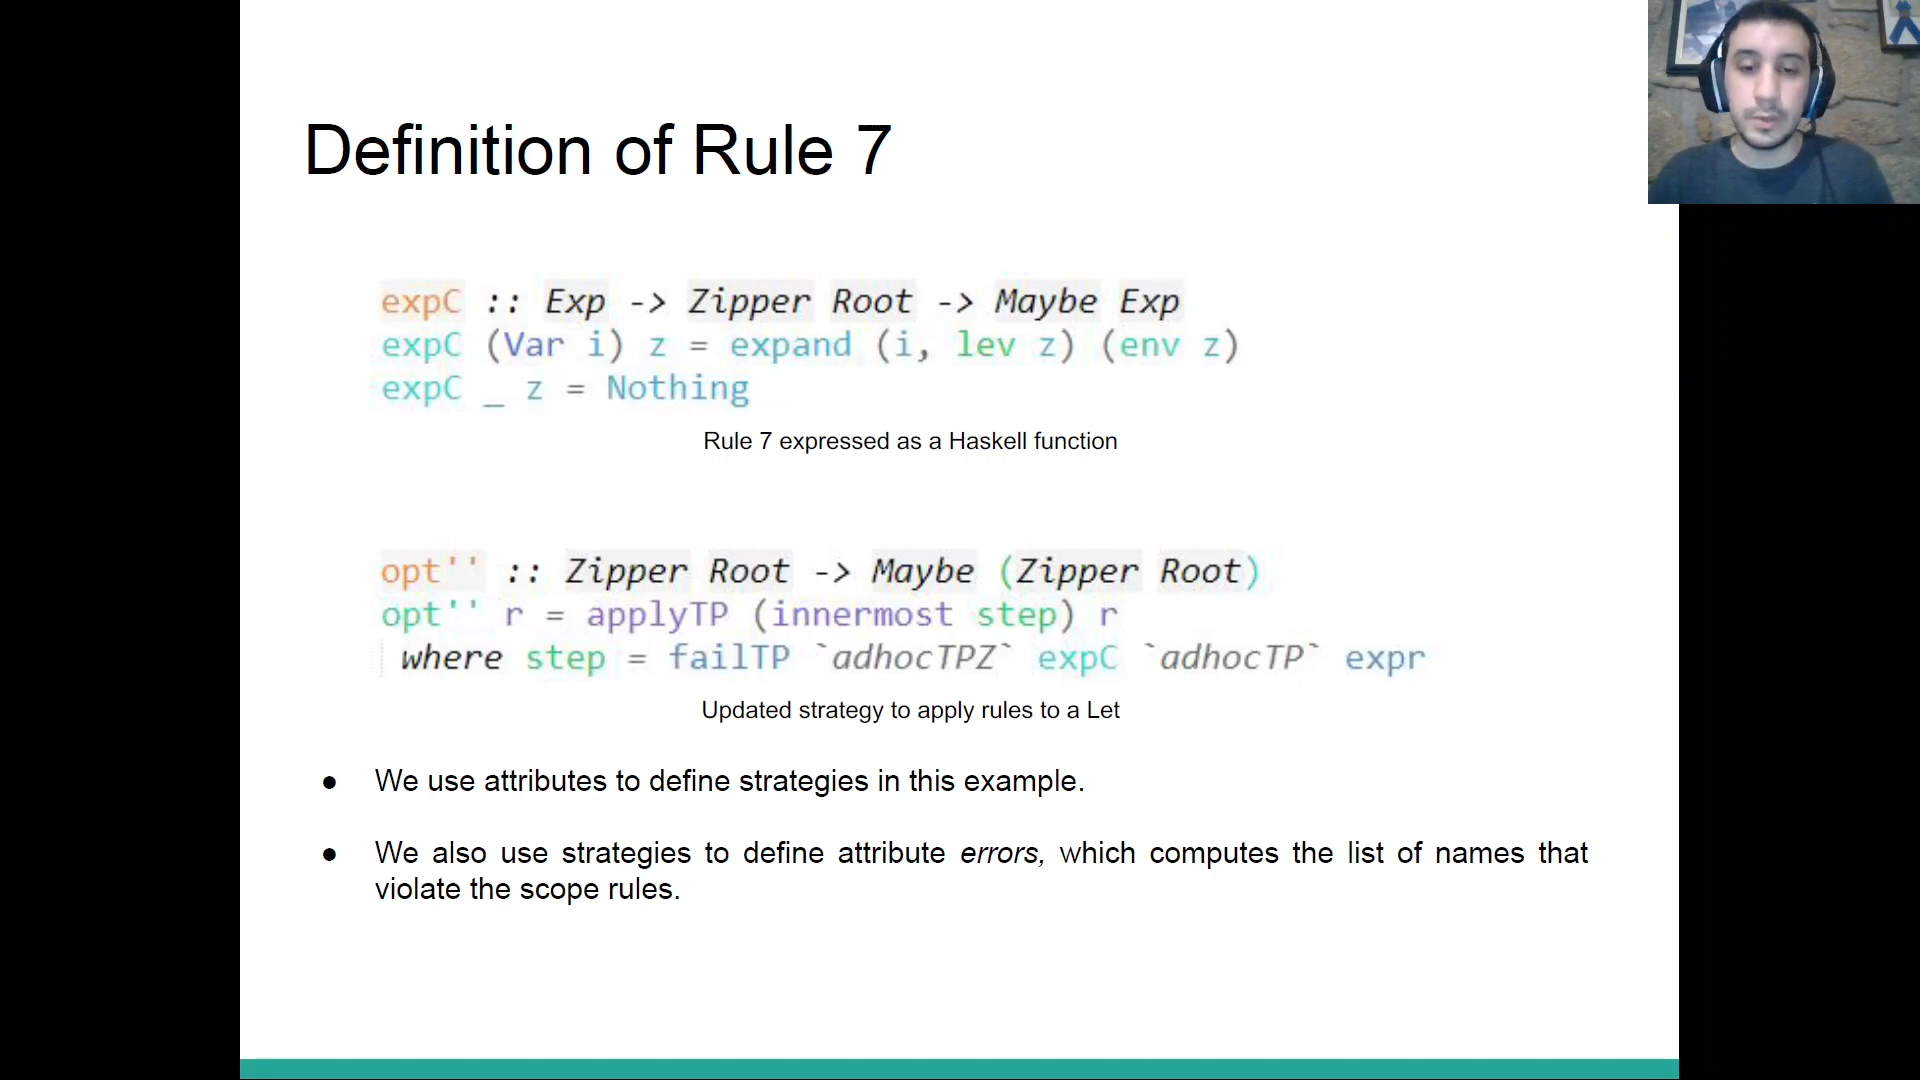 Definition of Rule 7
expC :: Exp -> Zipper Root -> Maybe Exp
expC (Var i) z = expand (i, lev z) (env z)
expC _ z = Nothing
Rule 7 expressed as a Haskell function
opt'' :: Zipper Root -> Maybe (Zipper Root)
opt'' r = applyTP (innermost step) r
where step = failTP `adhocTPZ` expC `adhocTP` expr
Updated strategy to apply rules to a Let
● We use attributes to define strategies in this example.
● We also use strategies to define attribute errors, which computes the list of names that
violate the scope rules.